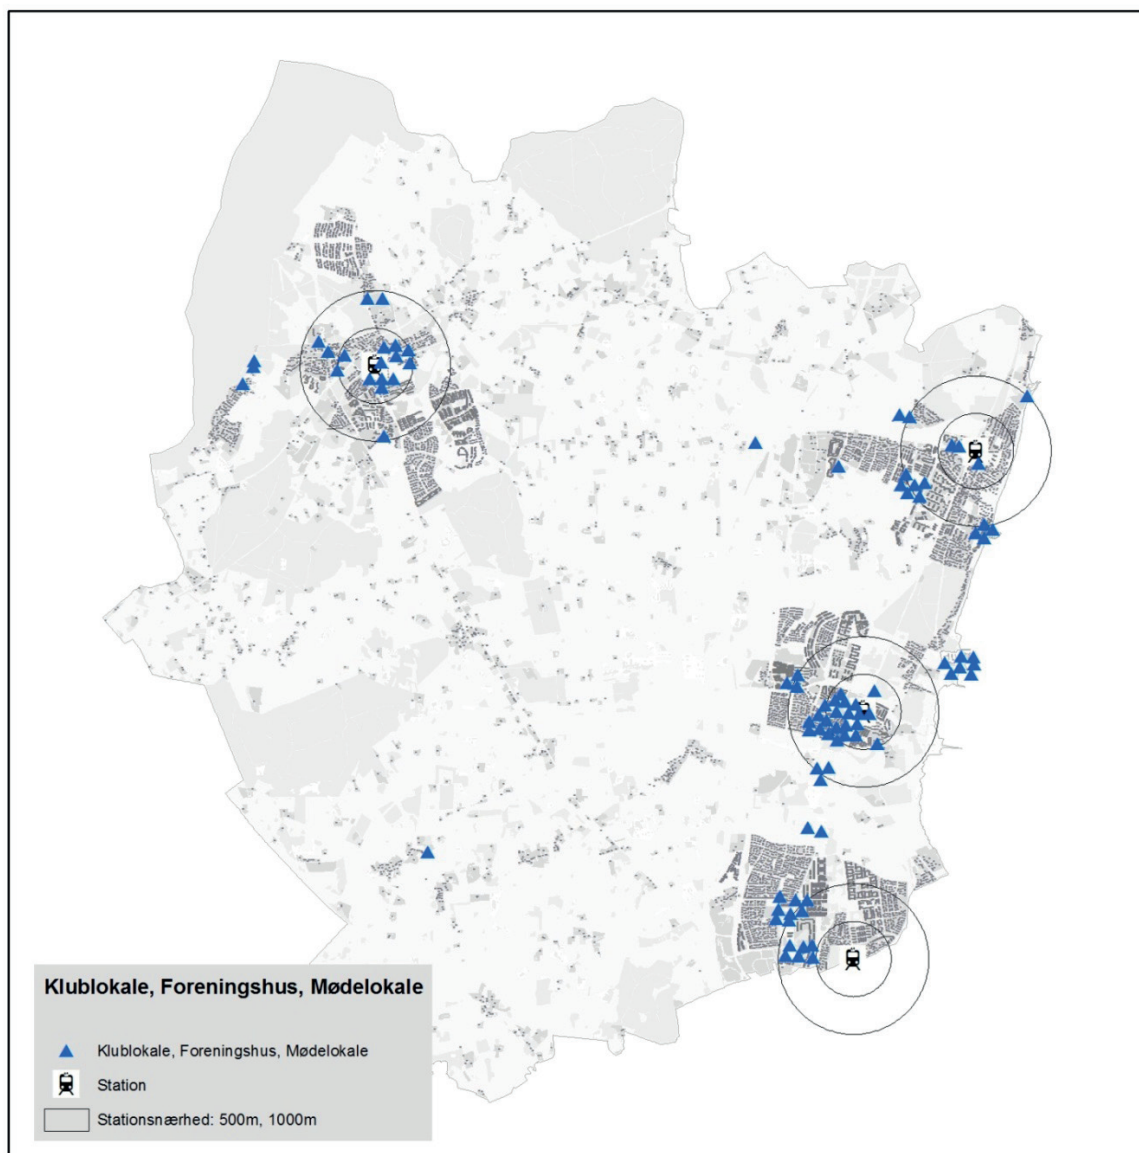 Klublokale, Foreningshus, Mødelokale
Klublokale, Foreningshus, Mødelokale
Station
Stationsnærhed: 500m, 1000m